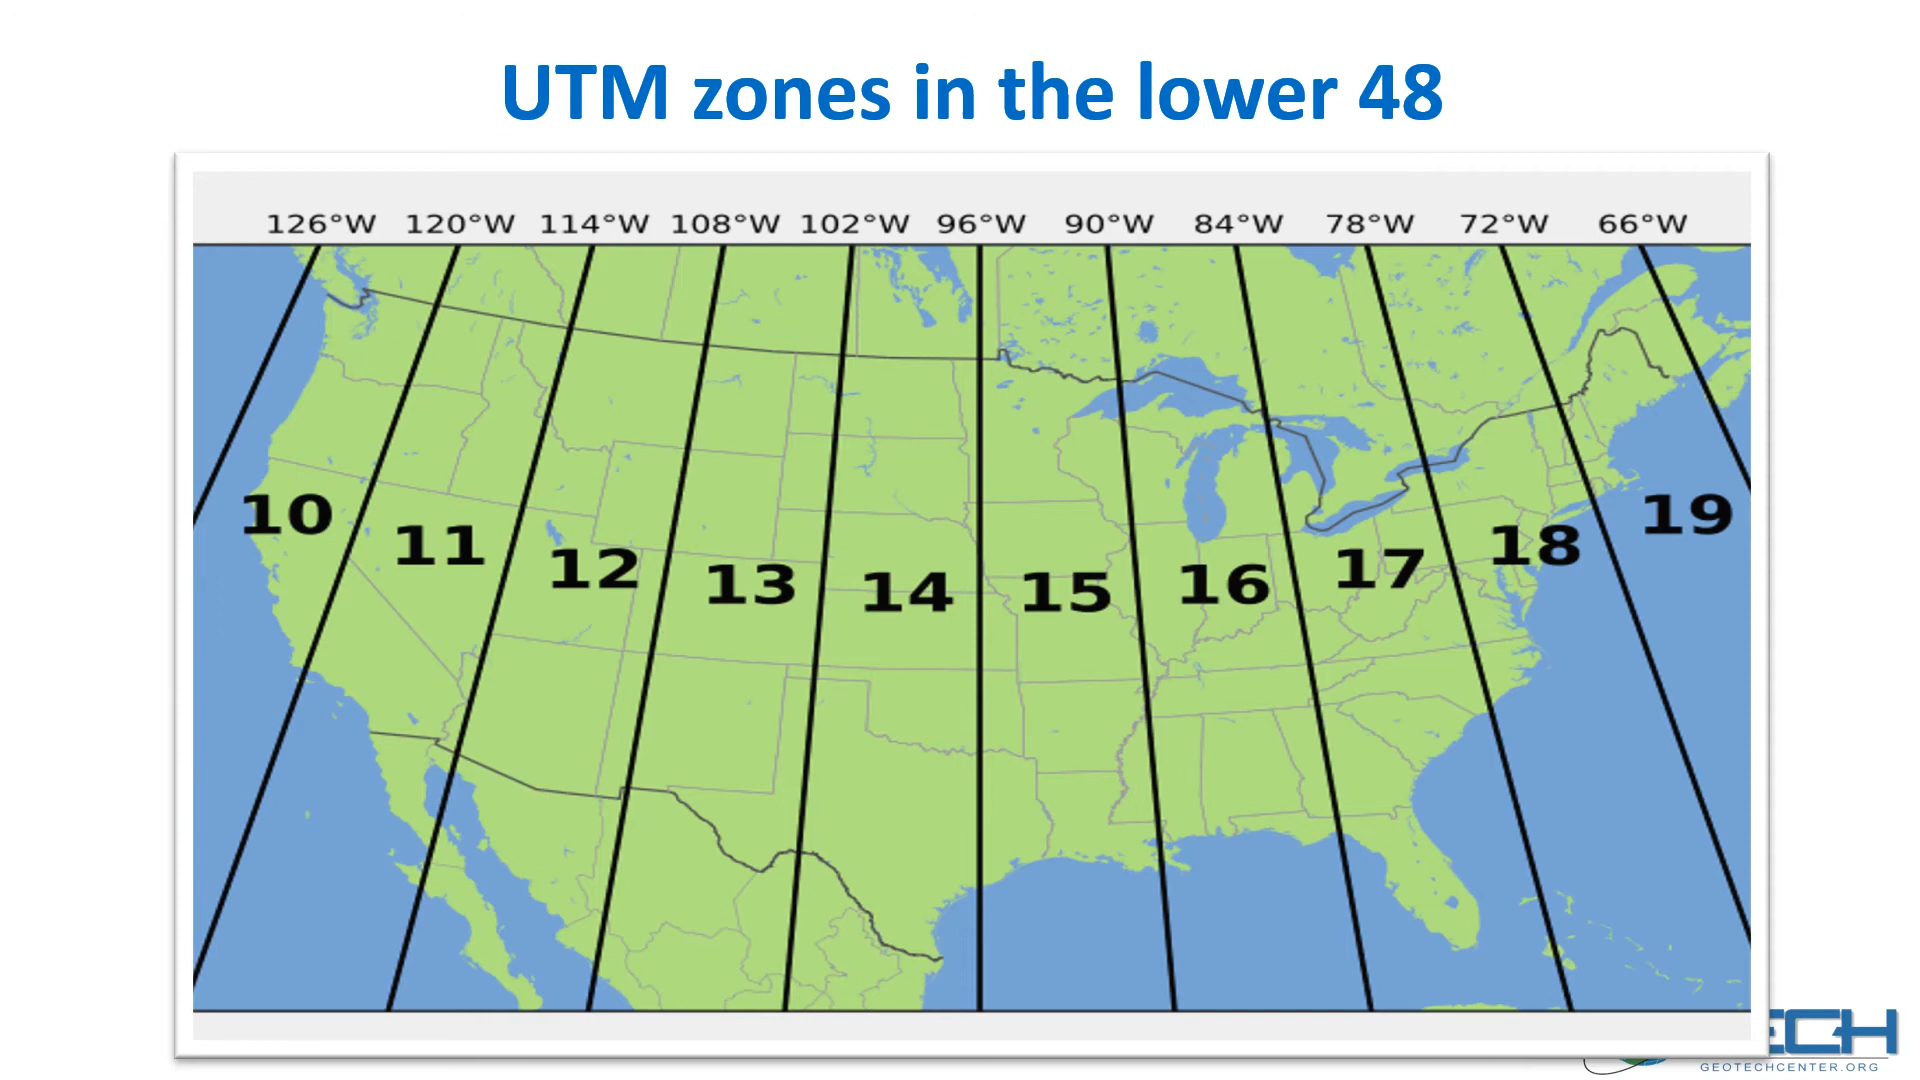 UTM zones in the lower 48
126°W 120°W 114°W 108°W 102°W 96°W 90°W 84°W 78°W 72°W 66°W
10 11 12 13 14 15 16 17 18 19
ECH
GEOTECHCENTER.ORG